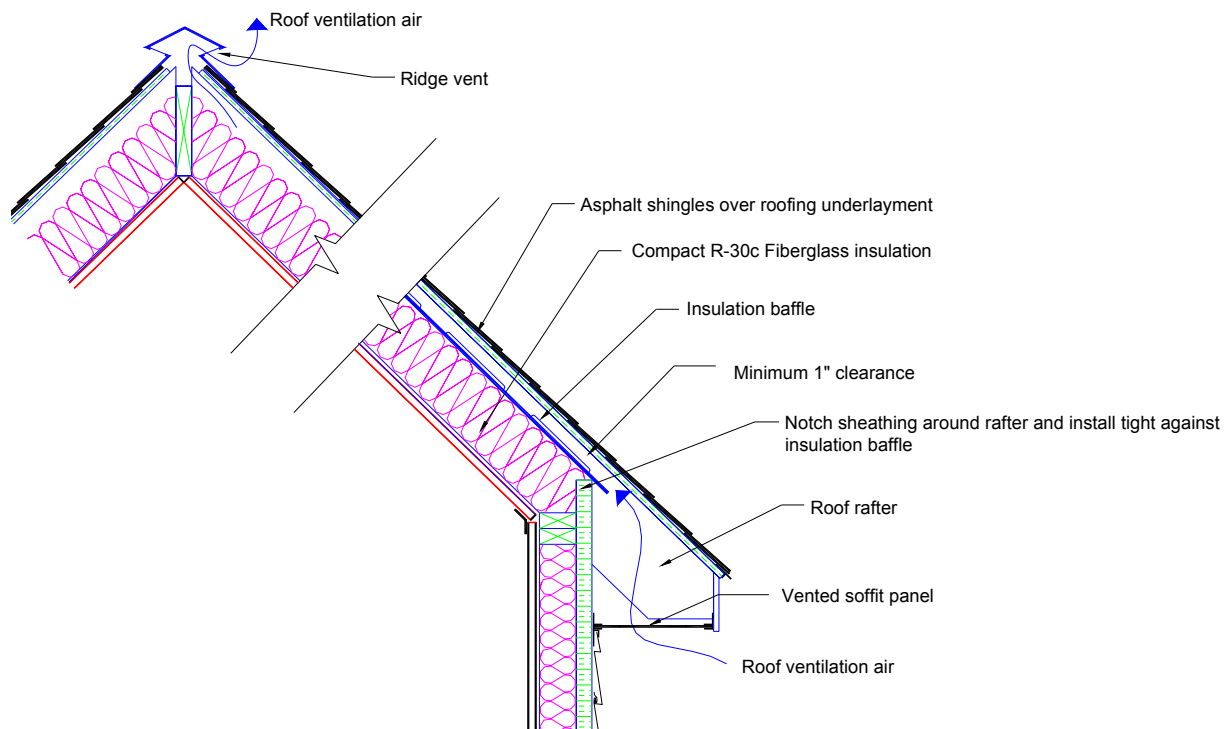 Roof ventilation air
Ridge vent
Asphalt shingles over roofing underlayment
Compact R-30c Fiberglass insulation
Insulation baffle
Minimum 1" clearance
Notch sheathing around rafter and install tight against
insulation baffle
Roof rafter
Vented soffit panel
Roof ventilation air